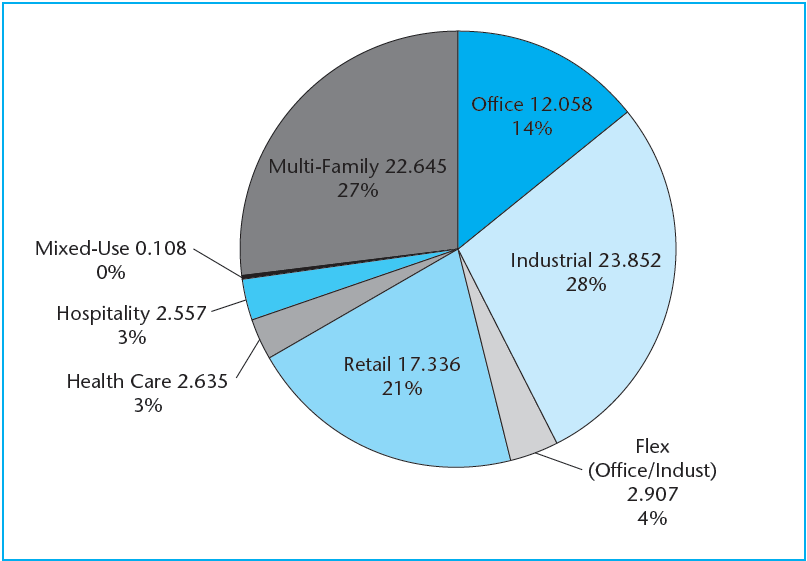 Office 12.058
14%
Multi-Family 22.645
27%
Mixed-Use 0.108
0%
Industrial 23.852
28%
Hospitality 2.557
3%
Retail 17.336
21%
Health Care 2.635
3%
Flex
(Office/Indust)
2.907
4%